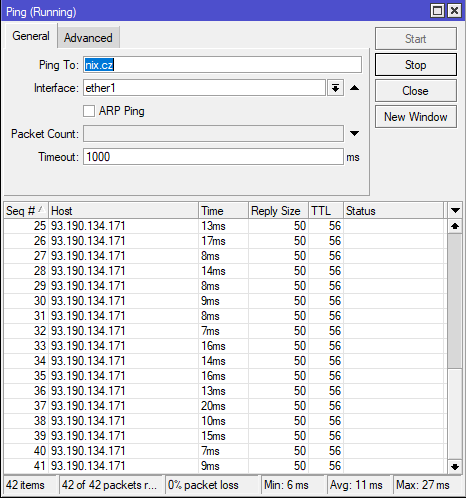 Ping (Running)
General Advanced
Start
Ping To: nix.cz
Stop
Interface: ether1
Close
ARP Ping
New Window
Packet Count:
Timeout: 1000 ms
Seq # Host Time Reply Size TTL Status
25 93.190.134.171 13ms 50 56
26 93.190.134.171 17ms 50 56
27 93.190.134.171 8ms 50 56
28 93.190.134.171 14ms 50 56
29 93.190.134.171 8ms 50 56
30 93.190.134.171 9ms 50 56
31 93.190.134.171 8ms 50 56
32 93.190.134.171 7ms 50 56
33 93.190.134.171 16ms 50 56
34 93.190.134.171 14ms 50 56
35 93.190.134.171 16ms 50 56
36 93.190.134.171 13ms 50 56
37 93.190.134.171 20ms 50 56
38 93.190.134.171 10ms 50 56
39 93.190.134.171 15ms 50 56
40 93.190.134.171 7ms 50 56
41 93.190.134.171 9ms 50 56
42 items 42 of 42 packets r... 0% packet loss Min: 6 ms Avg: 11 ms Max: 27 ms